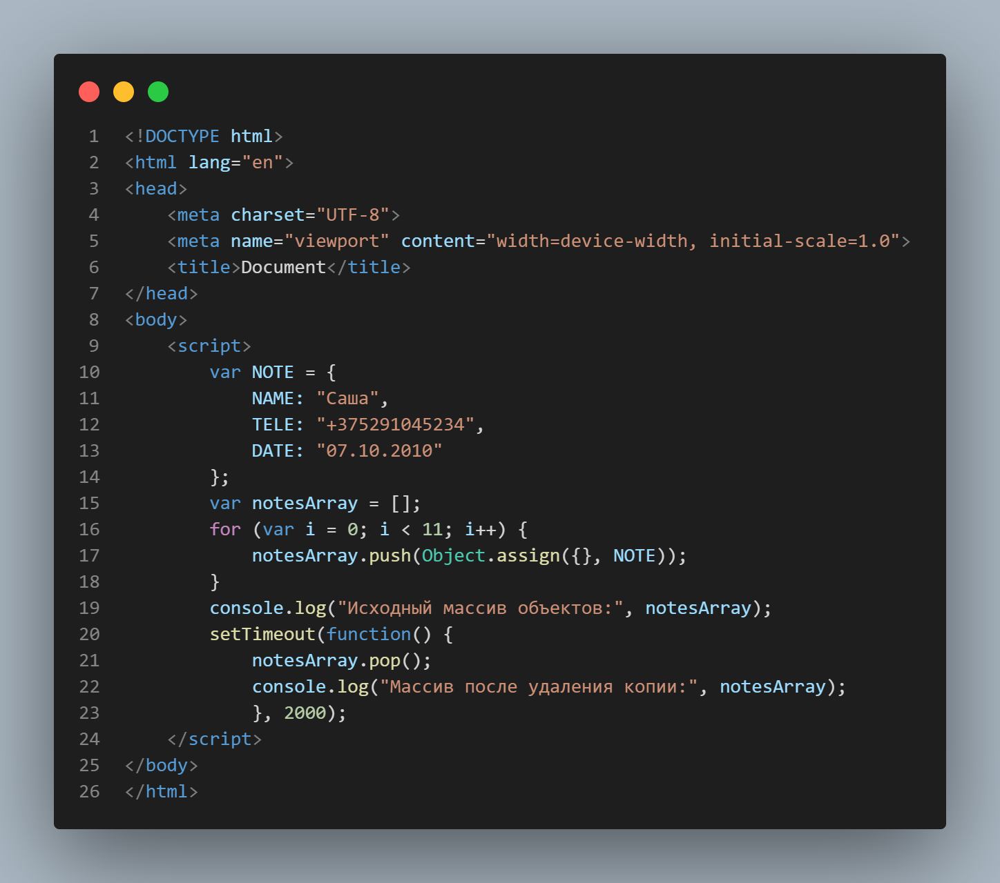 1 <!DOCTYPE html>
2 <html lang="en">
3 <head>
4     <meta charset="UTF-8">
5     <meta name="viewport" content="width=device-width, initial-scale=1.0">
6     <title>Document</title>
7 </head>
8 <body>
9     <script>
10         var NOTE = {
11             NAME: "Саша",
12             TELE: "+375291045234",
13             DATE: "07.10.2010"
14         };
15         var notesArray = [];
16         for (var i = 0; i < 11; i++) {
17             notesArray.push(Object.assign({}, NOTE));
18         }
19         console.log("Исходный массив объектов:", notesArray);
20         setTimeout(function() {
21             notesArray.pop();
22             console.log("Массив после удаления копии:", notesArray);
23             }, 2000);
24     </script>
25 </body>
26 </html>